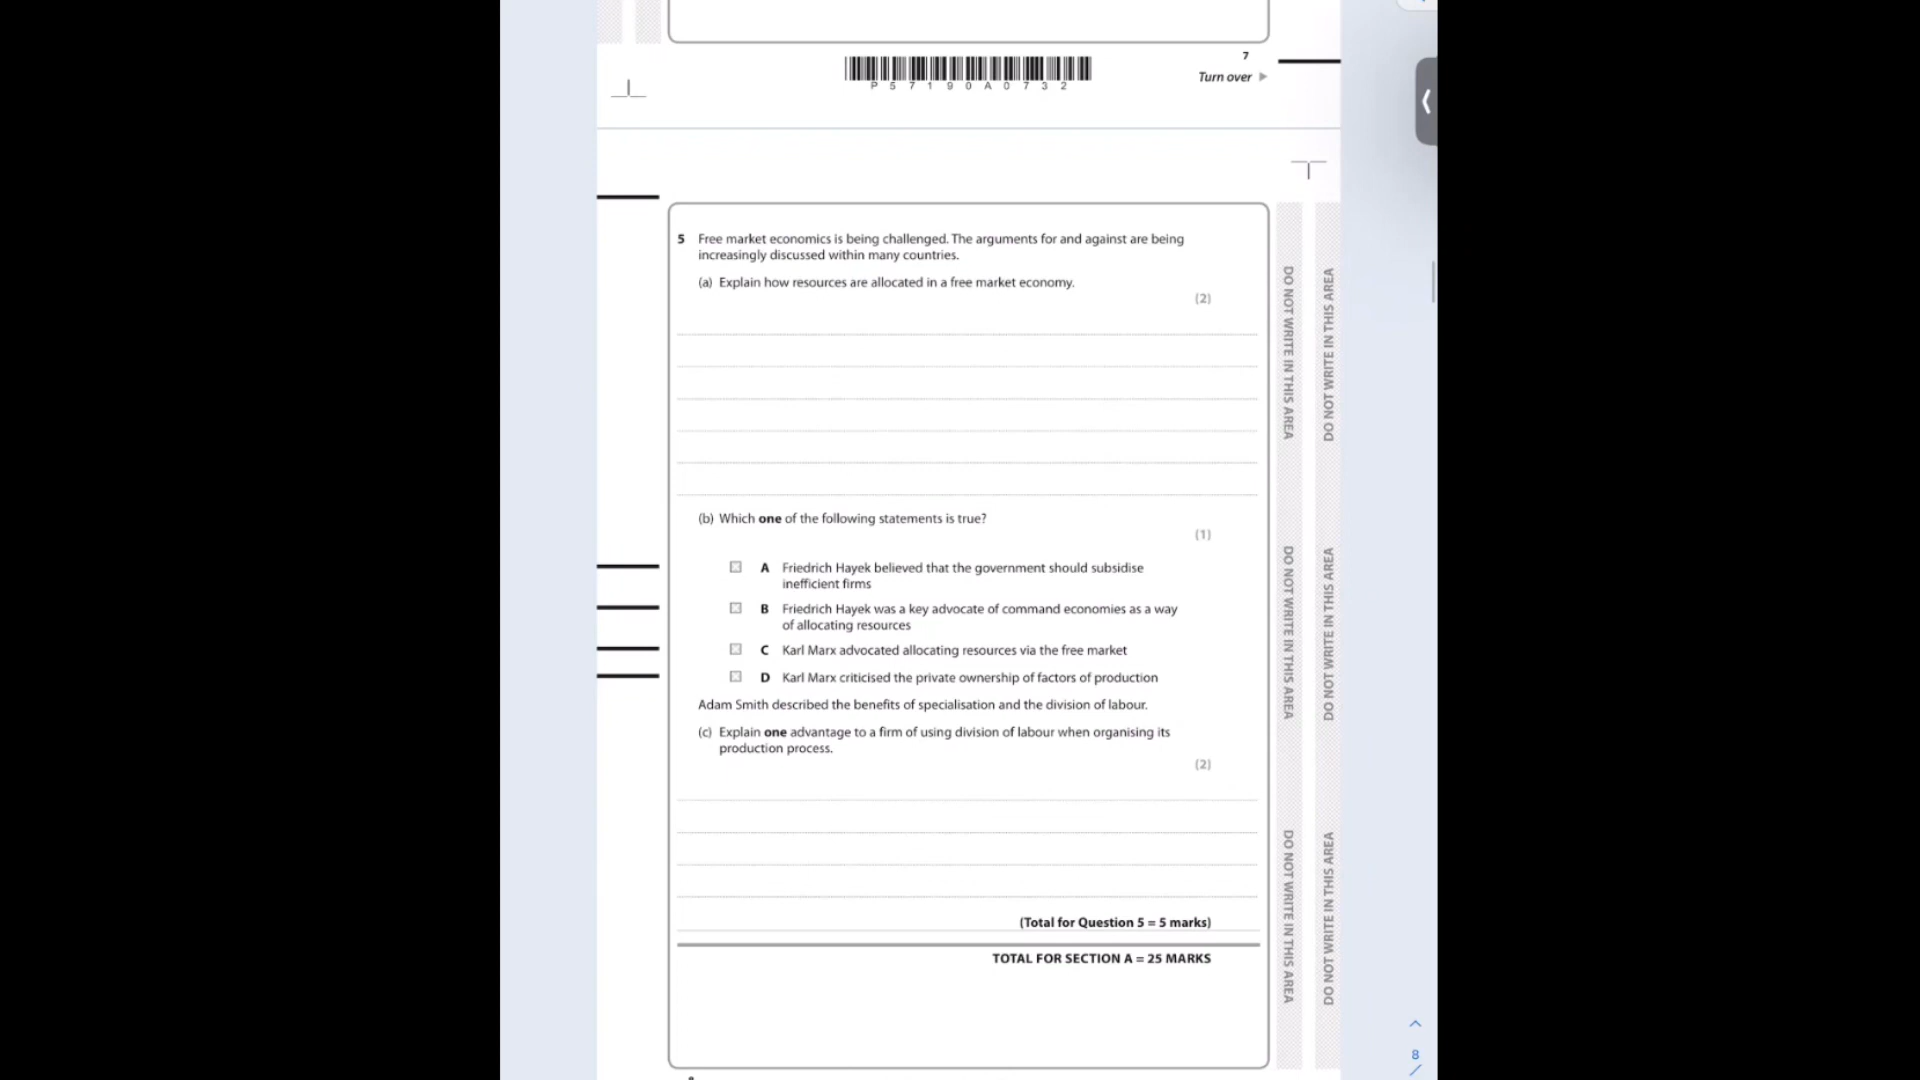 7
Turn over
P 5 7 1 9 0 A 0 7 3 2
5 Free market economics is being challenged. The arguments for and against are being
increasingly discussed within many countries.
(a) Explain how resources are allocated in a free market economy.
(2)
(b) Which one of the following statements is true?
(1)
A Friedrich Hayek believed that the government should subsidise
inefficient firms
B Friedrich Hayek was a key advocate of command economies as a way
of allocating resources
C Karl Marx advocated allocating resources via the free market
D Karl Marx criticised the private ownership of factors of production
Adam Smith described the benefits of specialisation and the division of labour.
(c) Explain one advantage to a firm of using division of labour when organising its
production process.
(2)
(Total for Question 5 = 5 marks)
TOTAL FOR SECTION A = 25 MARKS
DO NOT WRITE IN THIS AREA
DO NOT WRITE IN THIS AREA
DO NOT WRITE IN THIS AREA
DO NOT WRITE IN THIS AREA
DO NOT WRITE IN THIS AREA
DO NOT WRITE IN THIS AREA
8